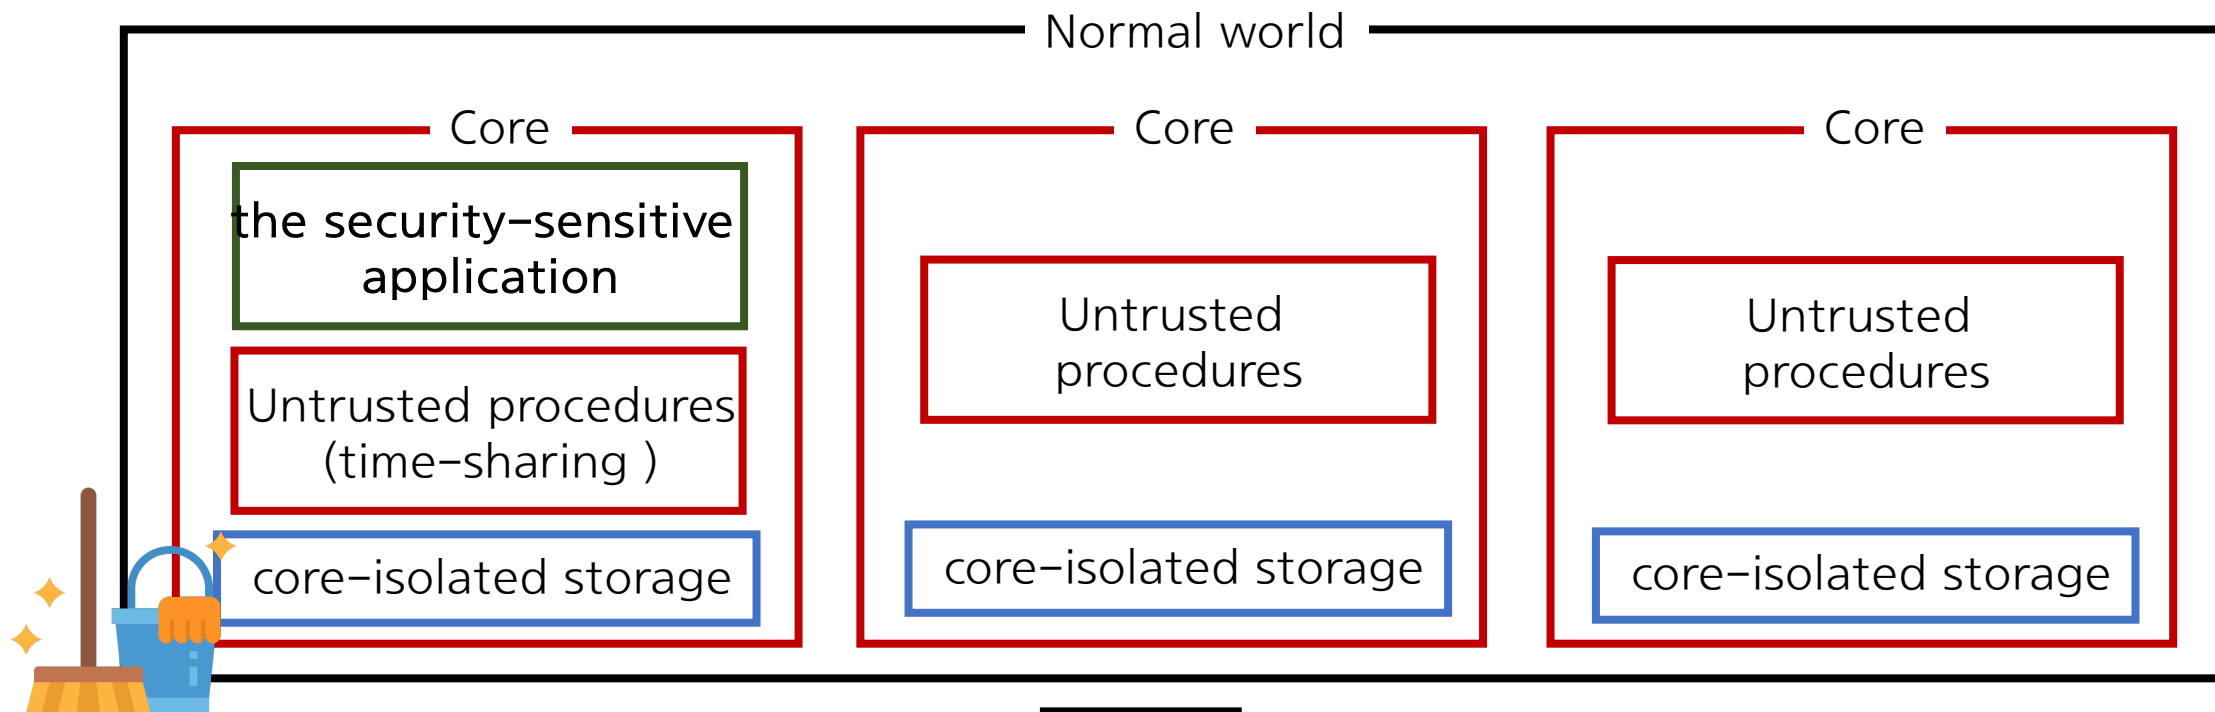 Normal world
Core
the security-sensitive
application
Untrusted procedures
(time-sharing )
core-isolated storage
Core
Untrusted
procedures
core-isolated storage
Core
Untrusted
procedures
core-isolated storage